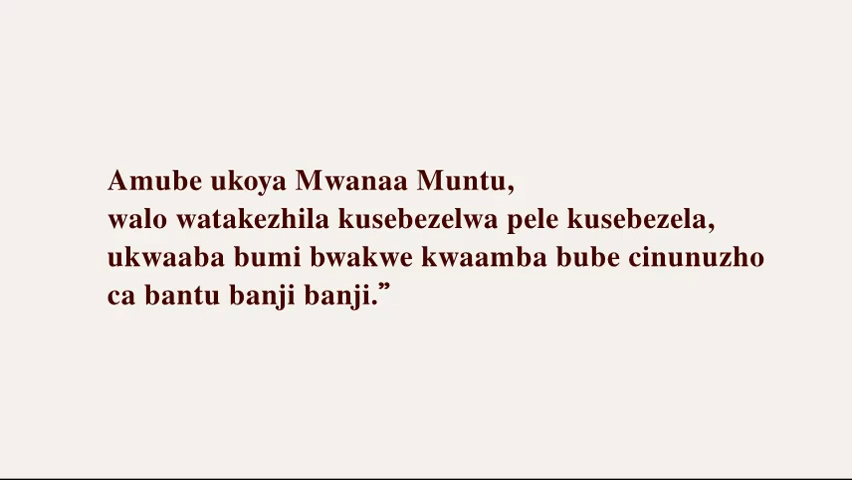 Amube ukoya Mwanaa Muntu,
walo watakezhila kusebezelwa pele kusebezela,
ukwaaba bumi bwakwe kwaamba bube cinunuzho
ca bantu banji banji.”